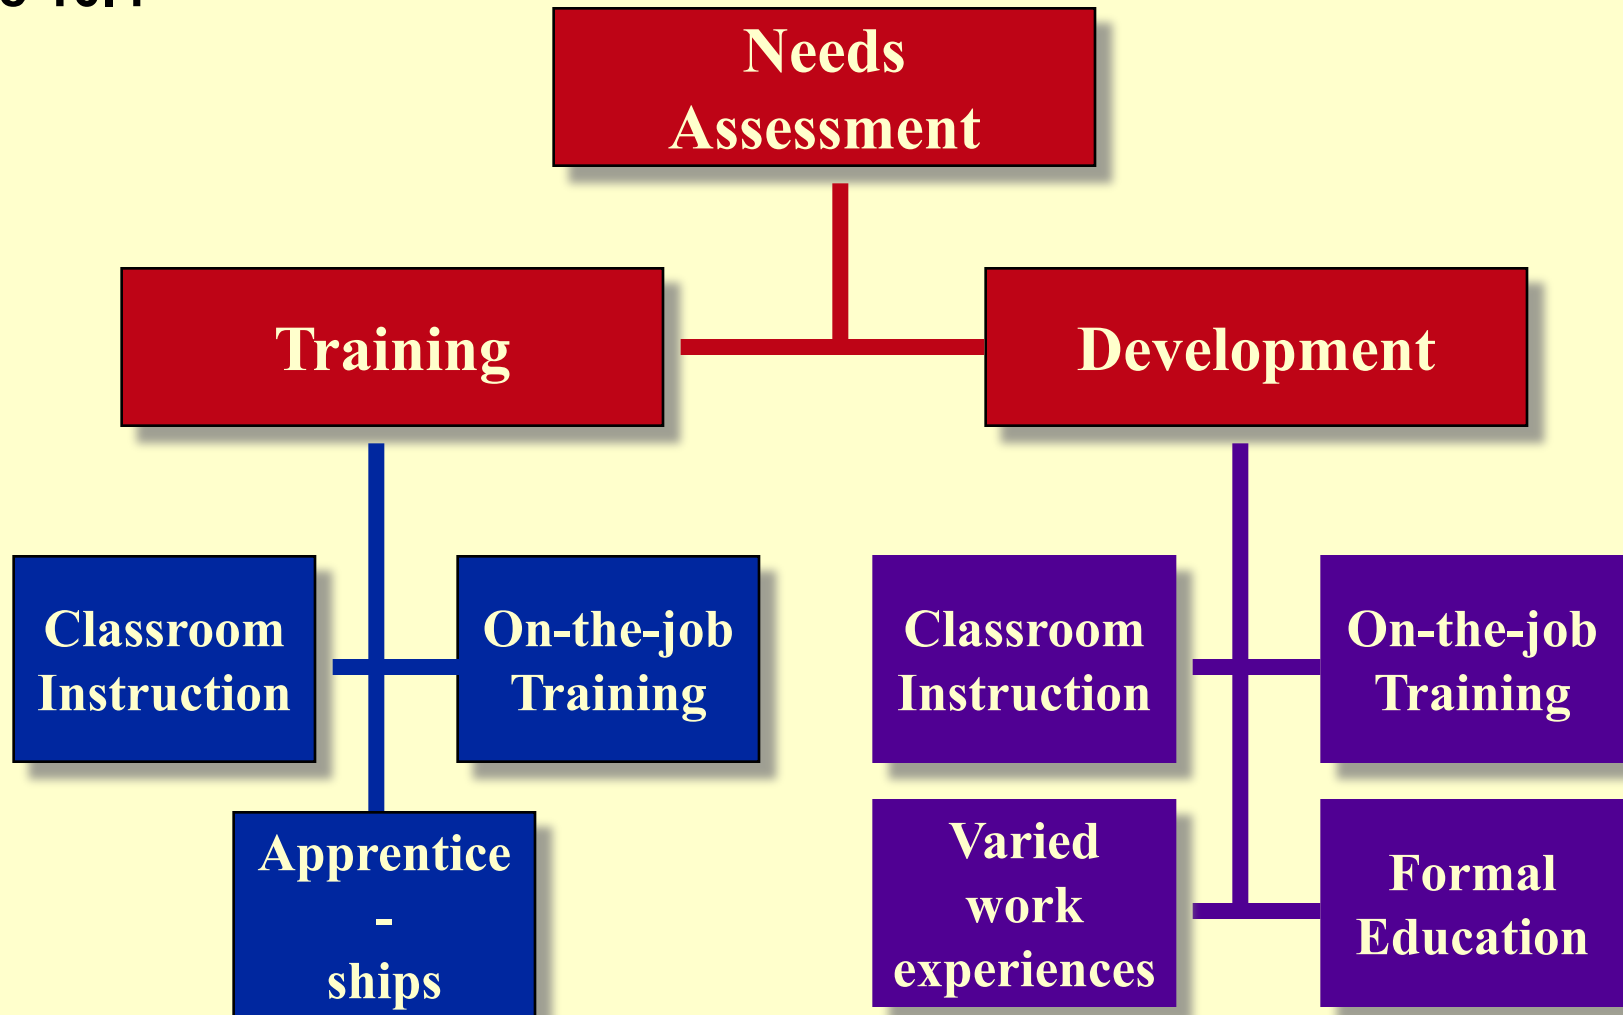 Needs
Assessment
Training
Development
Classroom
Instruction
On-the-job
Training
Classroom
Instruction
On-the-job
Training
Apprentice
-
ships
Varied
work
experiences
Formal
Education